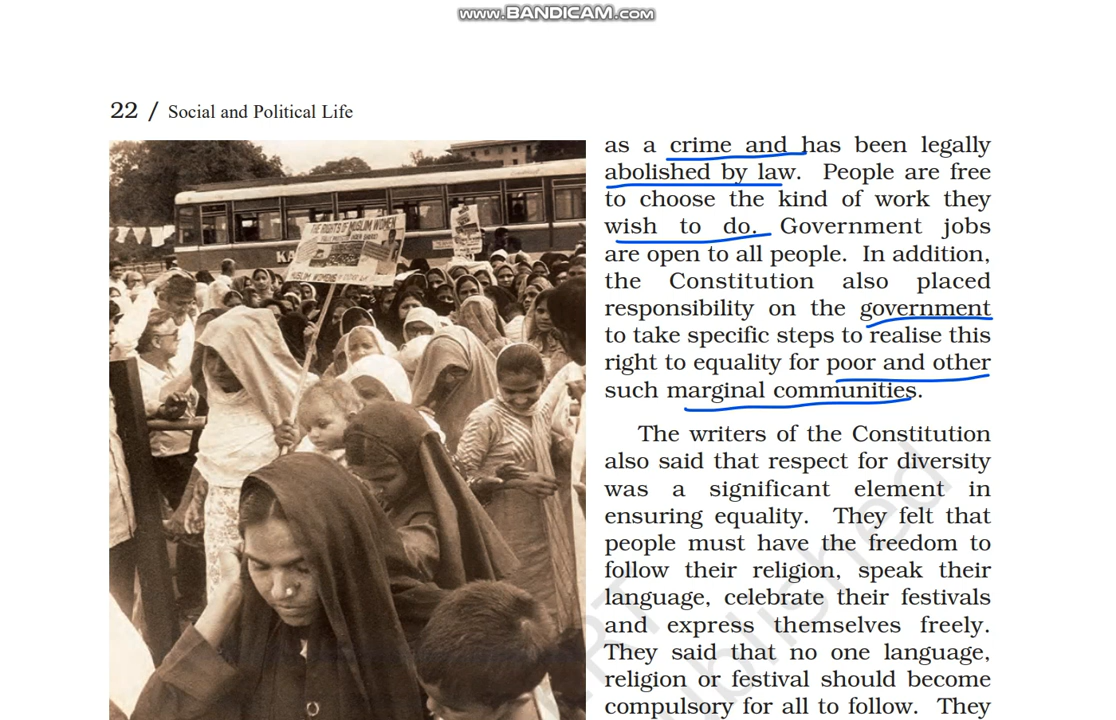 www.BANDICAM.com
22 / Social and Political Life
THE RIGHTS OF MUSLIM WOMEN
MUSLIM WOMENS
KA
as a crime and has been legally
abolished by law. People are free
to choose the kind of work they
wish to do. Government jobs
are open to all people. In addition,
the Constitution also placed
responsibility on the government
to take specific steps to realise this
right to equality for poor and other
such marginal communities.
The writers of the Constitution
also said that respect for diversity
was a significant element in
ensuring equality. They felt that
people must have the freedom to
follow their religion, speak their
language, celebrate their festivals
and express themselves freely.
They said that no one language,
religion or festival should become
compulsory for all to follow. They